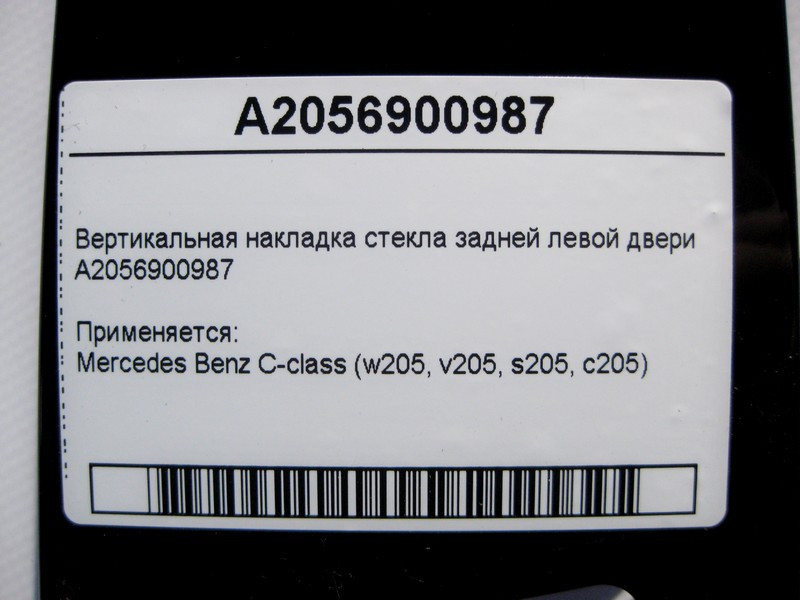 A2056900987
Вертикальная накладка стекла задней левой двери
A2056900987
Применяется:
Mercedes Benz C-class (w205, v205, s205, c205)